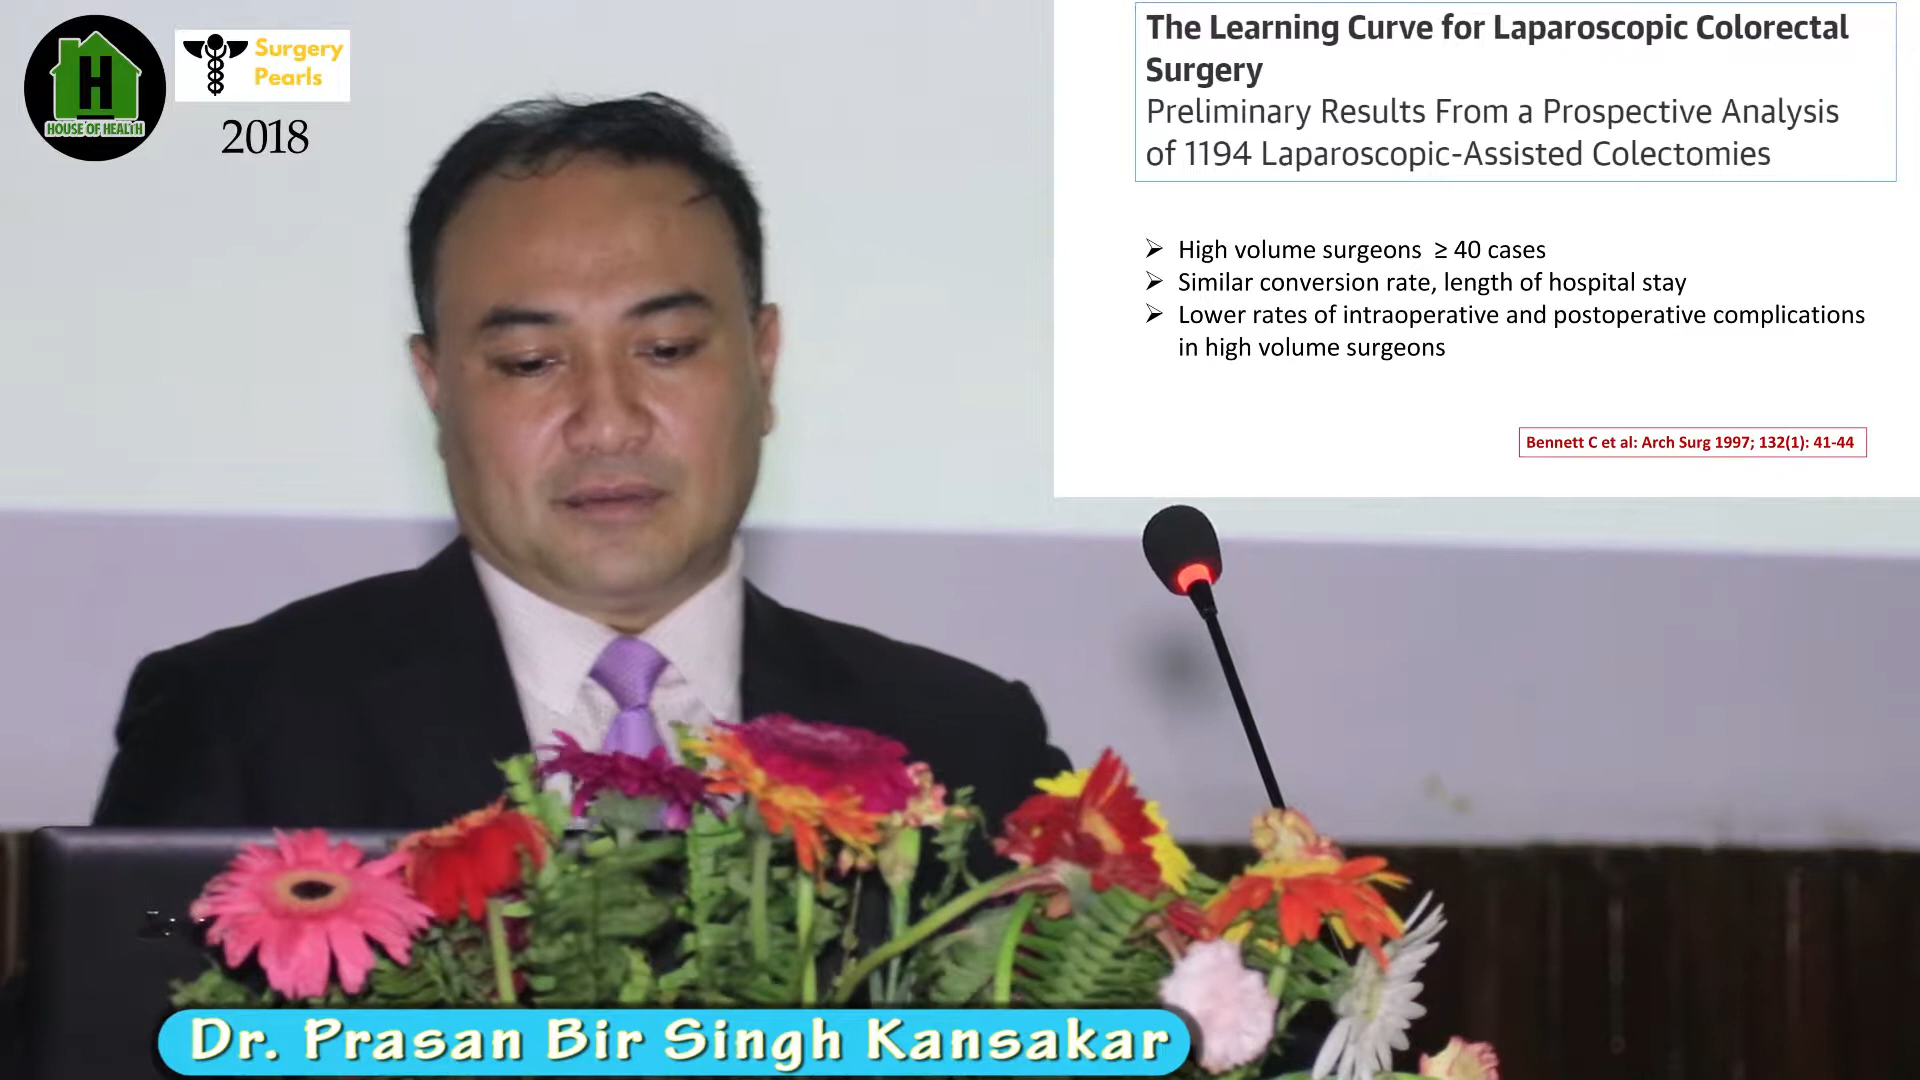 H
HOUSE OF HEALTH
Surgery
Pearls
2018
The Learning Curve for Laparoscopic Colorectal
Surgery
Preliminary Results From a Prospective Analysis
of 1194 Laparoscopic-Assisted Colectomies
➢ High volume surgeons ≥ 40 cases
➢ Similar conversion rate, length of hospital stay
➢ Lower rates of intraoperative and postoperative complications
in high volume surgeons
Bennett C et al: Arch Surg 1997; 132(1): 41-44
Dr. Prasan Bir Singh Kansakar